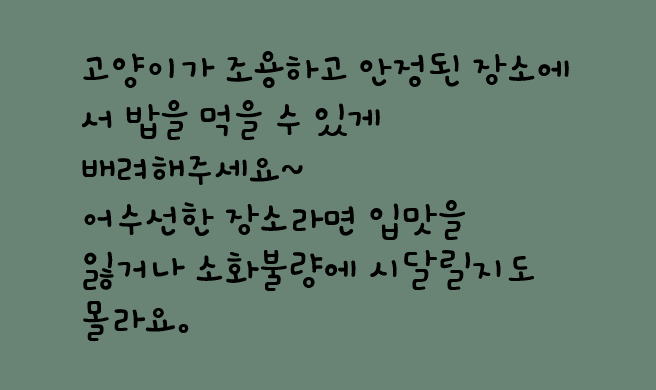 고양이가 조용하고 안정된 장소에
서 밥을 먹을 수 있게
배려해주세요~
어수선한 장소라면 입맛을
잃거나 소화불량에 시달릴지도
몰라요.